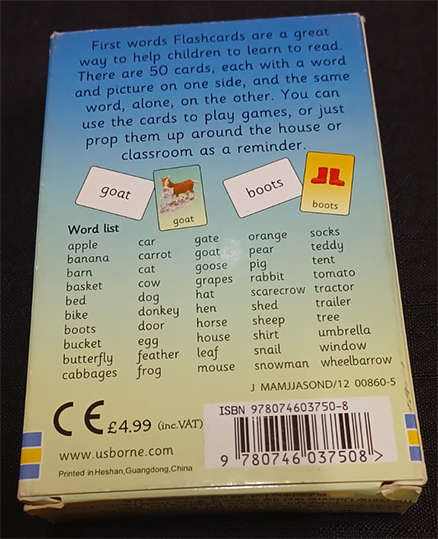 First words Flashcards are a great
way to help children to learn to read.
There are 50 cards, each with a word
and picture on one side, and the same
word, alone, on the other. You can
use the cards to play games, or just
prop them up around the house or
classroom as a reminder.
goat
goat
boots
boots
Word list
apple car gate orange socks
banana carrot goat pear teddy
barn cat goose pig tent
basket cow grapes rabbit tomato
bed dog hat scarecrow tractor
bike donkey hen shed trailer
boots door horse sheep tree
bucket egg house shirt umbrella
butterfly feather leaf snail window
cabbages frog mouse snowman wheelbarrow
J MAMJJASOND/12 00860-5
CE £4.99 (inc.VAT)
ISBN 978074603750-8
9 780746 037508 >
www.usborne.com
Printed in Heshan, Guangdong, China